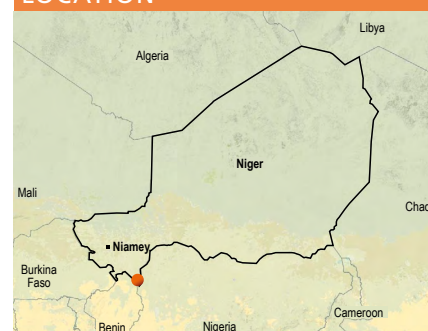 LOCATION
Libya
Algeria
Niger
Mali
Chad
Niamey
Burkina
Faso
Benin
Nigeria
Cameroon